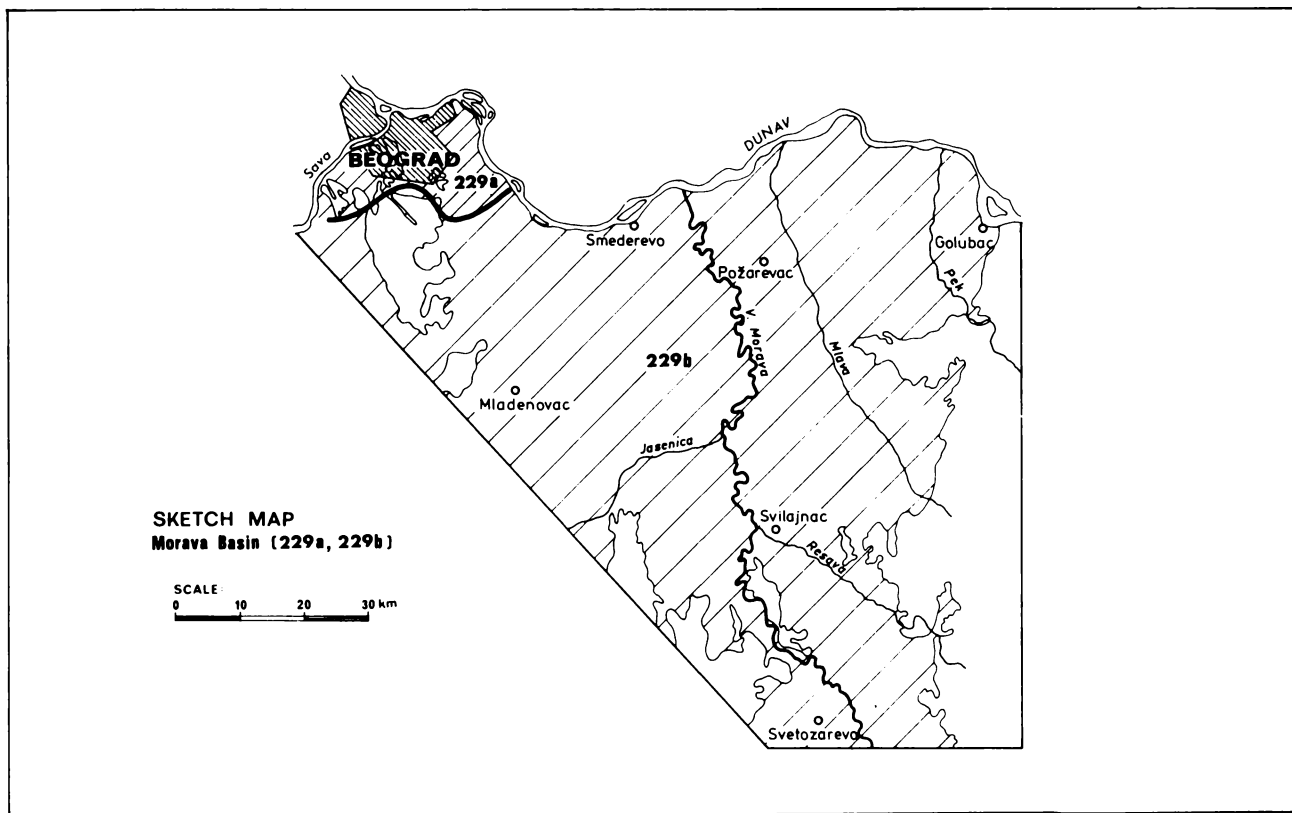 DUNAV
Sava
BEOGRAD
229a
Smederevo
Golubac
Požarevac
Pek
V. Morava
Mlava
229b
Mladenovac
Jasenica
Svilajnac
Resava
SKETCH MAP
Morava Basin (229a, 229b)
SCALE:
0 10 20 30 km
Svetozarevo